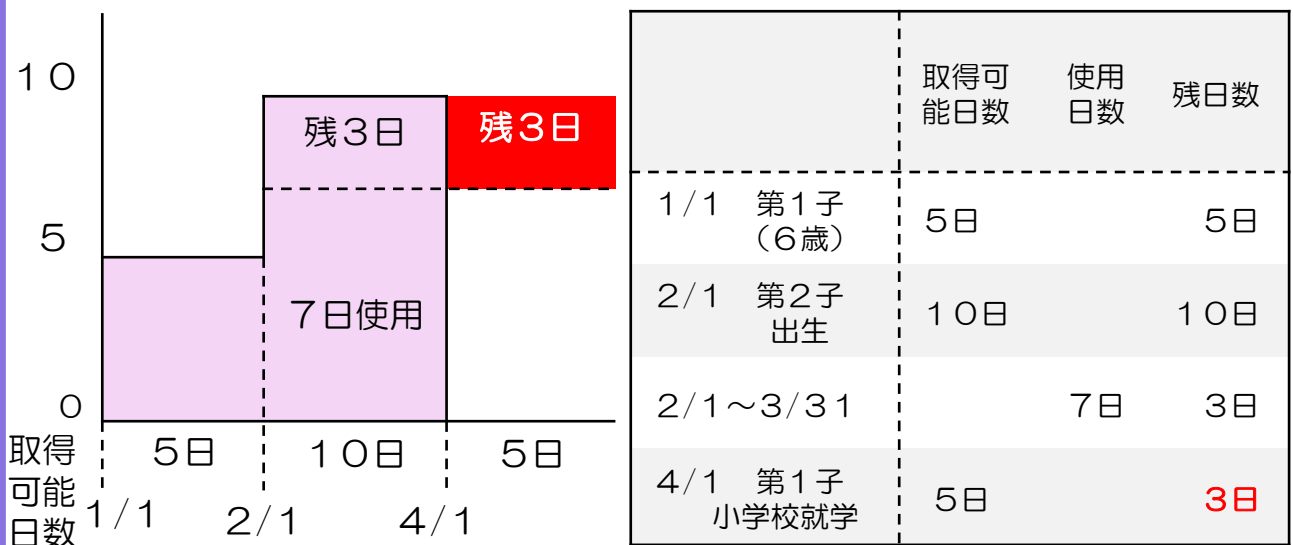 １０
５
０
残３日
残３日
７日使用
取得
可能
日数
５日
１０日
５日
１/１
２/１
４/１
取得可
能日数
使用
日数
残日数
１/１　第１子
（６歳）
５日
５日
２/１　第２子
出生
１０日
１０日
２/１～３/３１
７日
３日
４/１　第１子
小学校就学
５日
３日